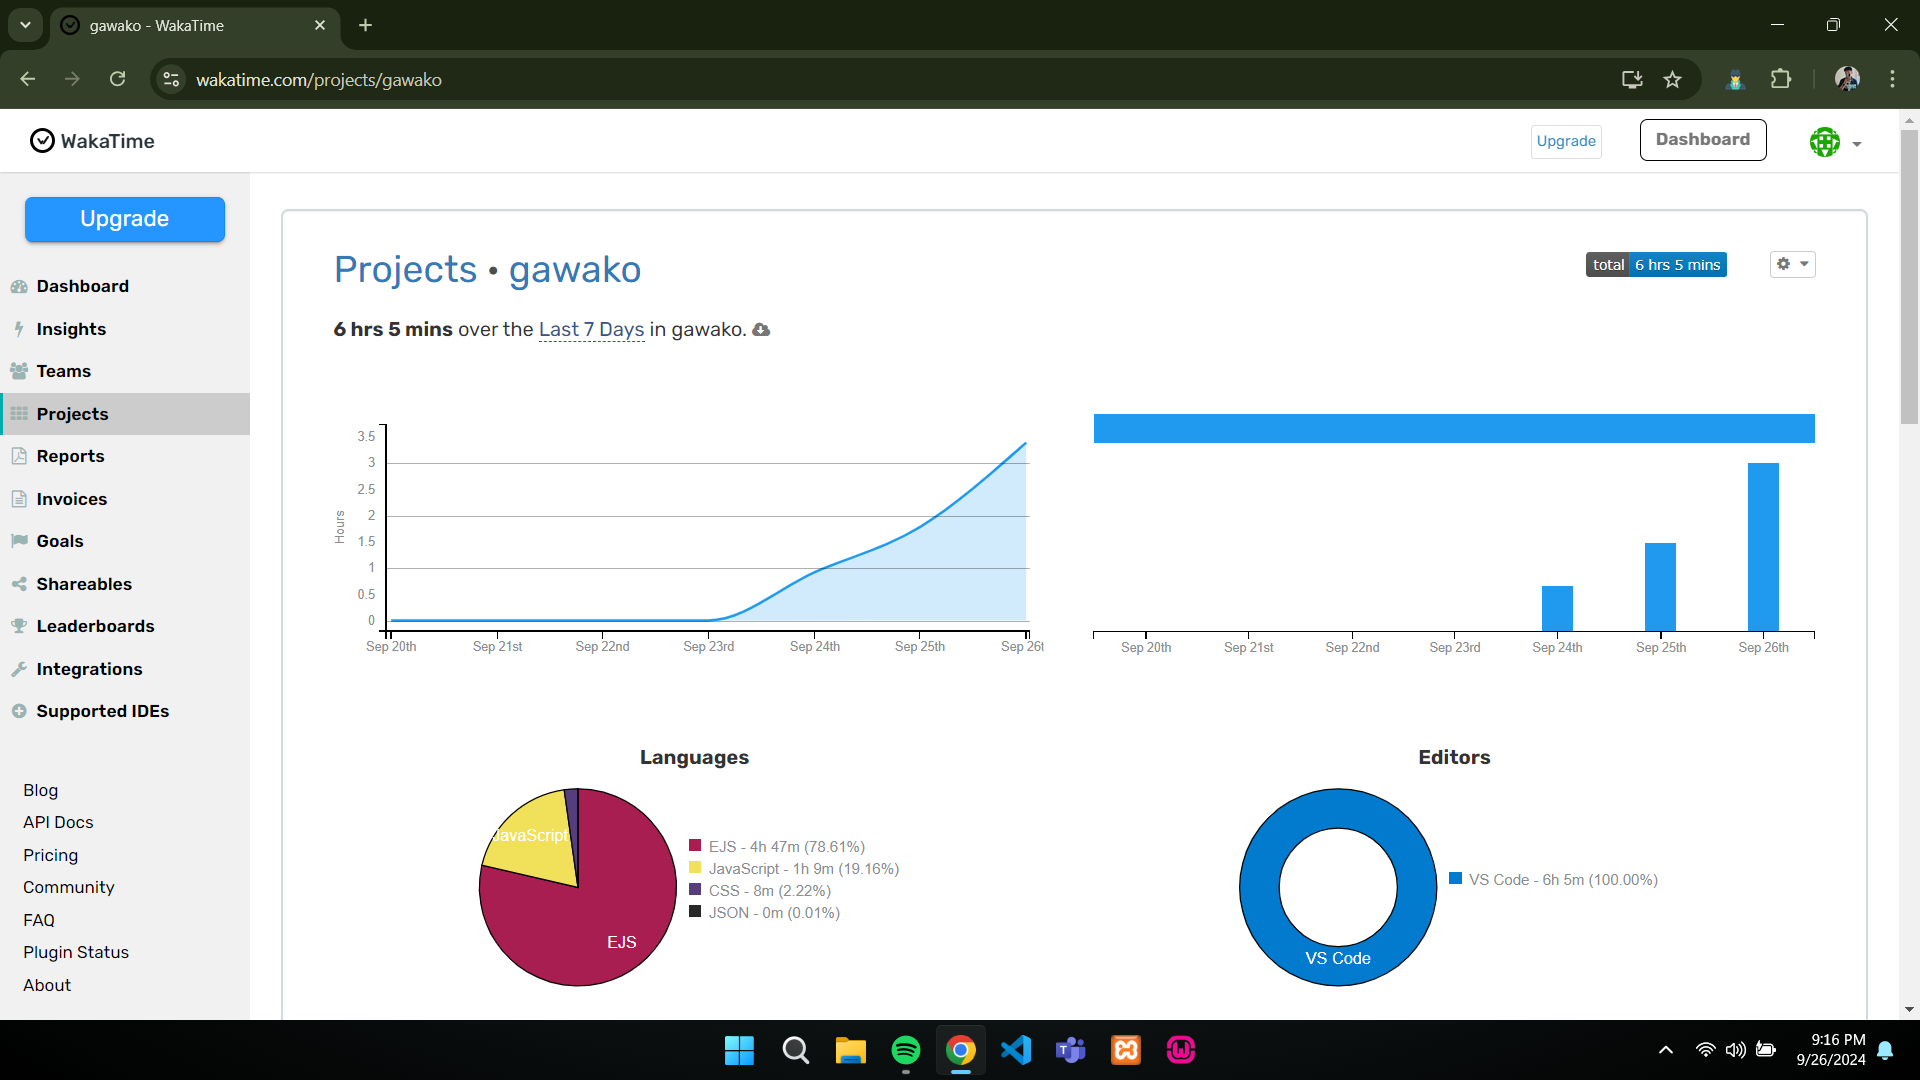 gawako - WakaTime
wakatime.com/projects/gawako
WakaTime
Upgrade
Dashboard
Upgrade
Dashboard
Insights
Teams
Projects
Reports
Invoices
Goals
Shareables
Leaderboards
Integrations
Supported IDEs
Blog
API Docs
Pricing
Community
FAQ
Plugin Status
About
Projects • gawako
total 6 hrs 5 mins
6 hrs 5 mins over the Last 7 Days in gawako.
Hours
3.5
3
2.5
2
1.5
1
0.5
0
Sep 20th Sep 21st Sep 22nd Sep 23rd Sep 24th Sep 25th Sep 26t
Sep 20th Sep 21st Sep 22nd Sep 23rd Sep 24th Sep 25th Sep 26th
Languages
JavaScript
EJS
EJS - 4h 47m (78.61%)
JavaScript - 1h 9m (19.16%)
CSS - 8m (2.22%)
JSON - 0m (0.01%)
Editors
VS Code
VS Code - 6h 5m (100.00%)
9:16 PM
9/26/2024